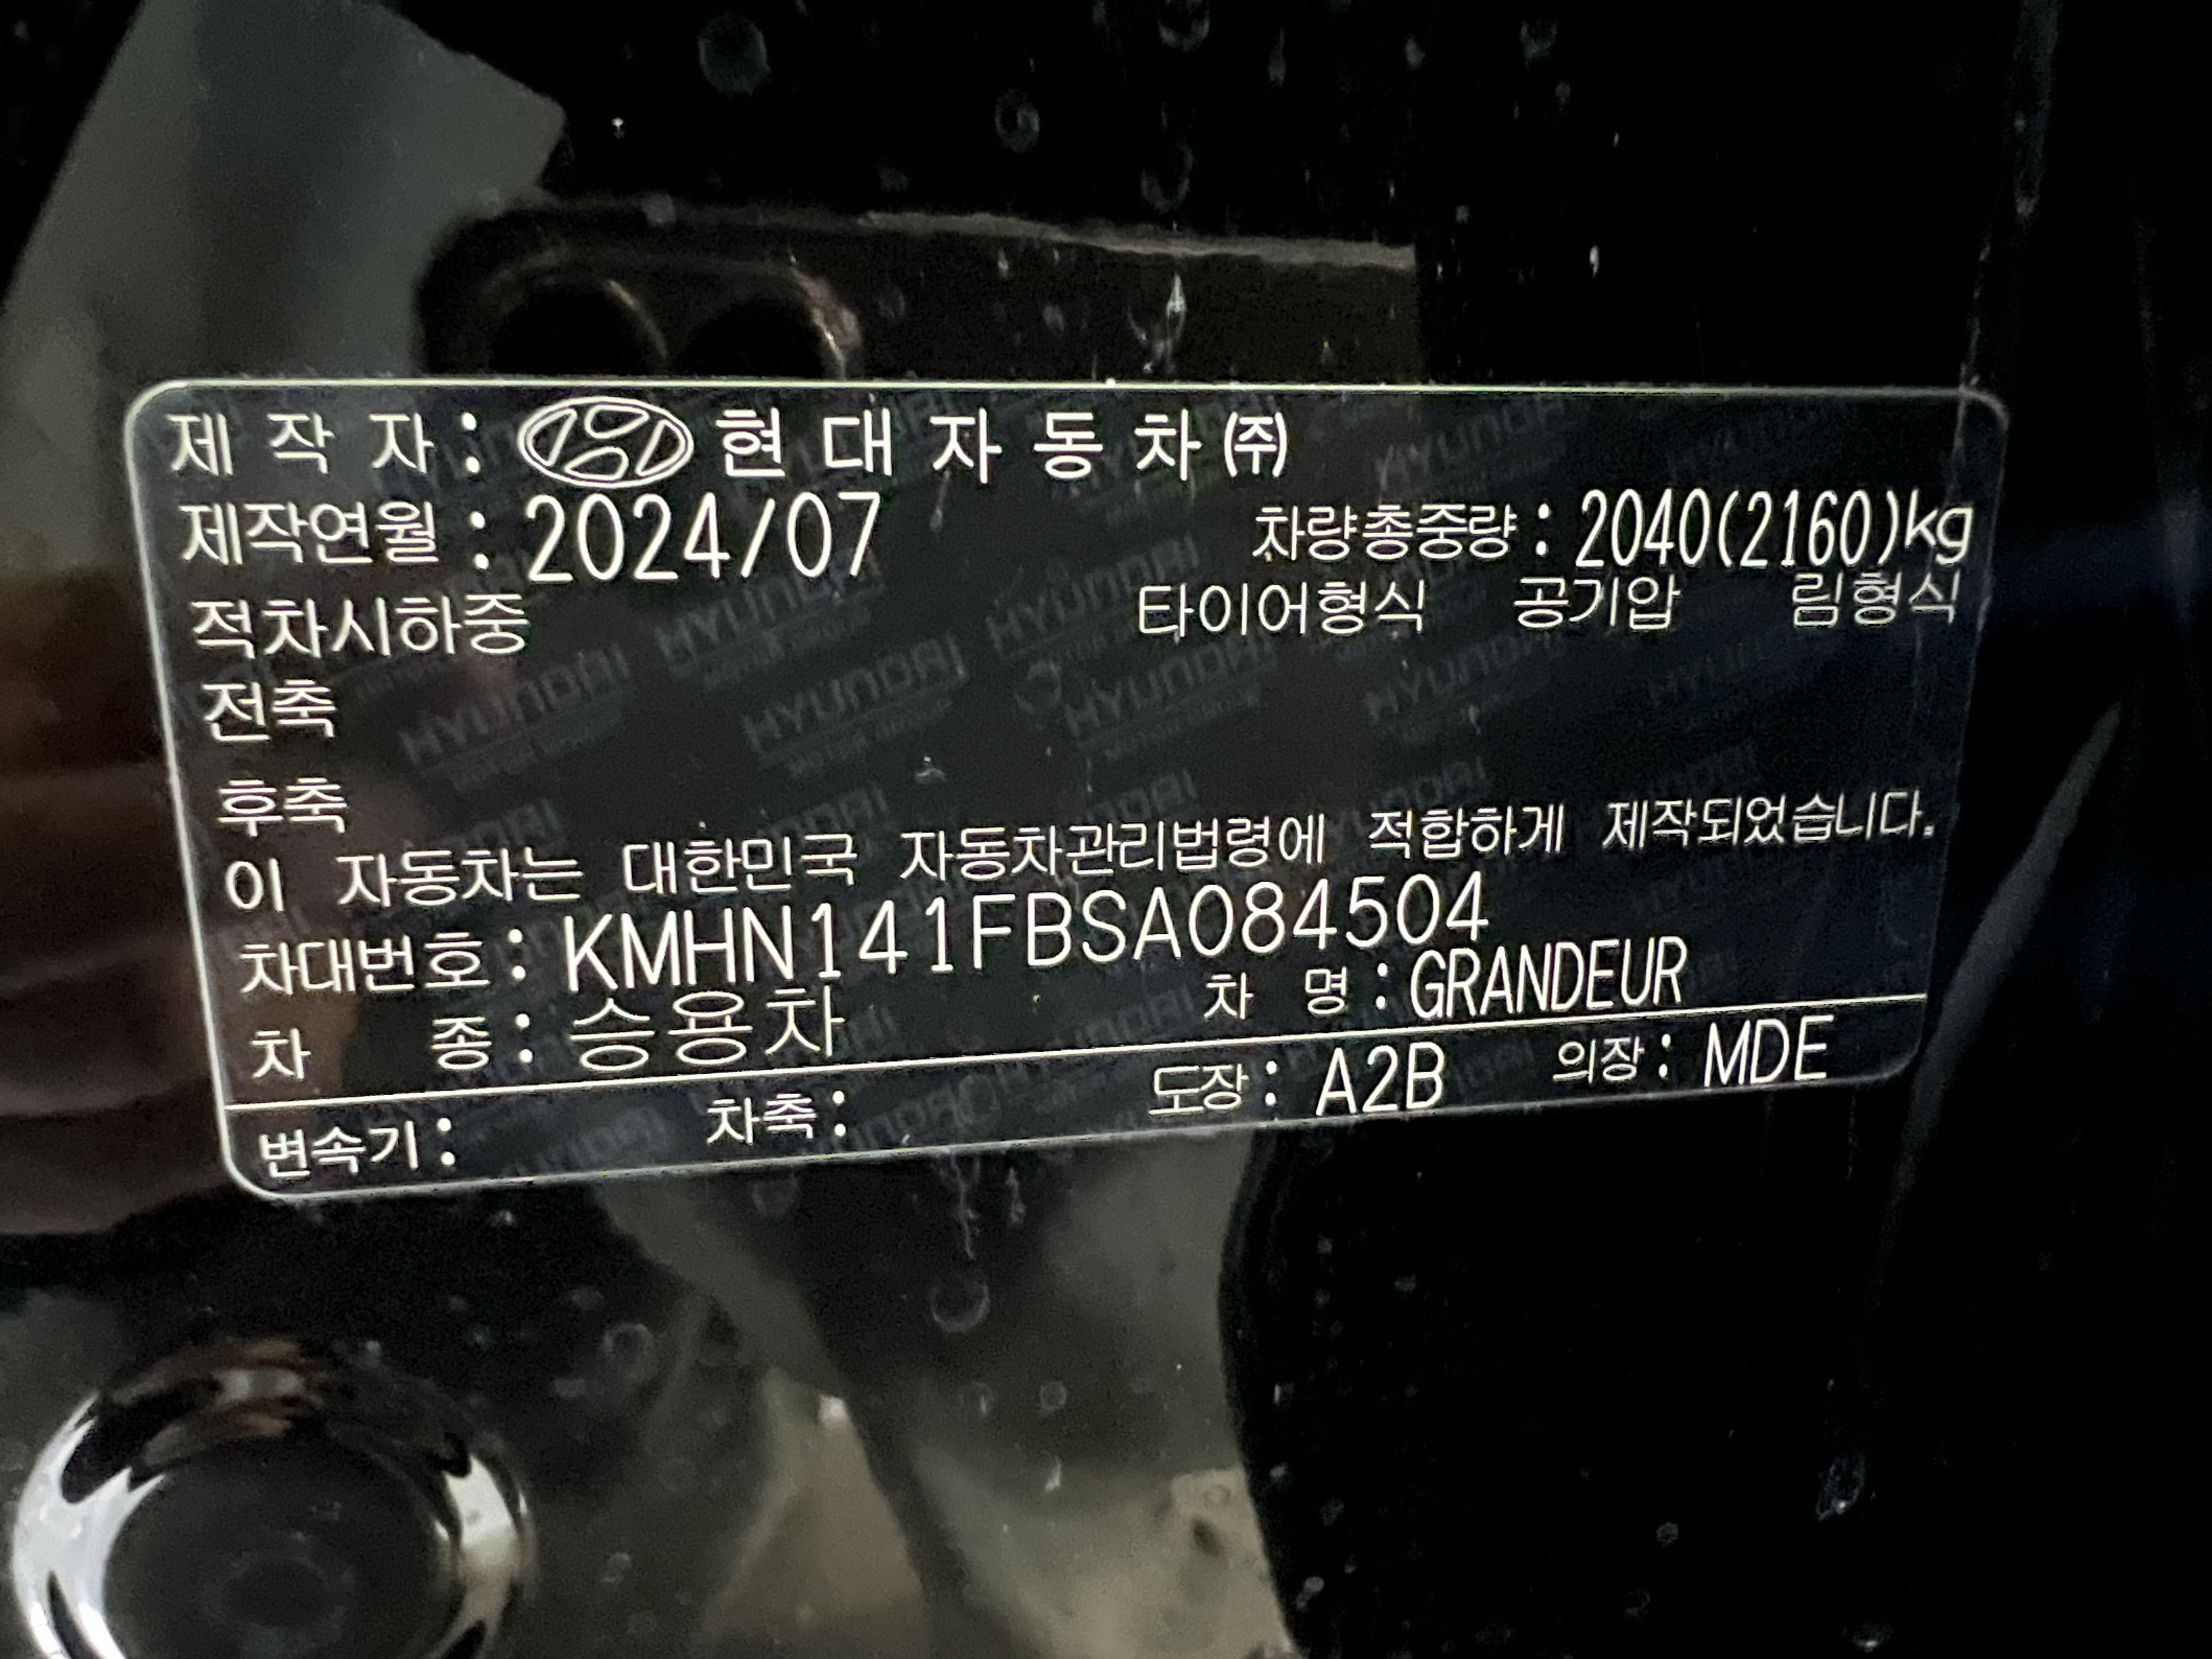 제 작 자 : 현 대 자 동 차 ㈜
제작연월 : 2024/07 차량총중량 : 2040(2160)kg
적차시하중 타이어형식 공기압 림형식
전축
후축
이 자동차는 대한민국 자동차관리법령에 적합하게 제작되었습니다.
차대번호 : KMHN141FBSA084504
차 종 : 승용차 차 명 : GRANDEUR
변속기 : 차축 : 도장 : A2B 의장 : MDE